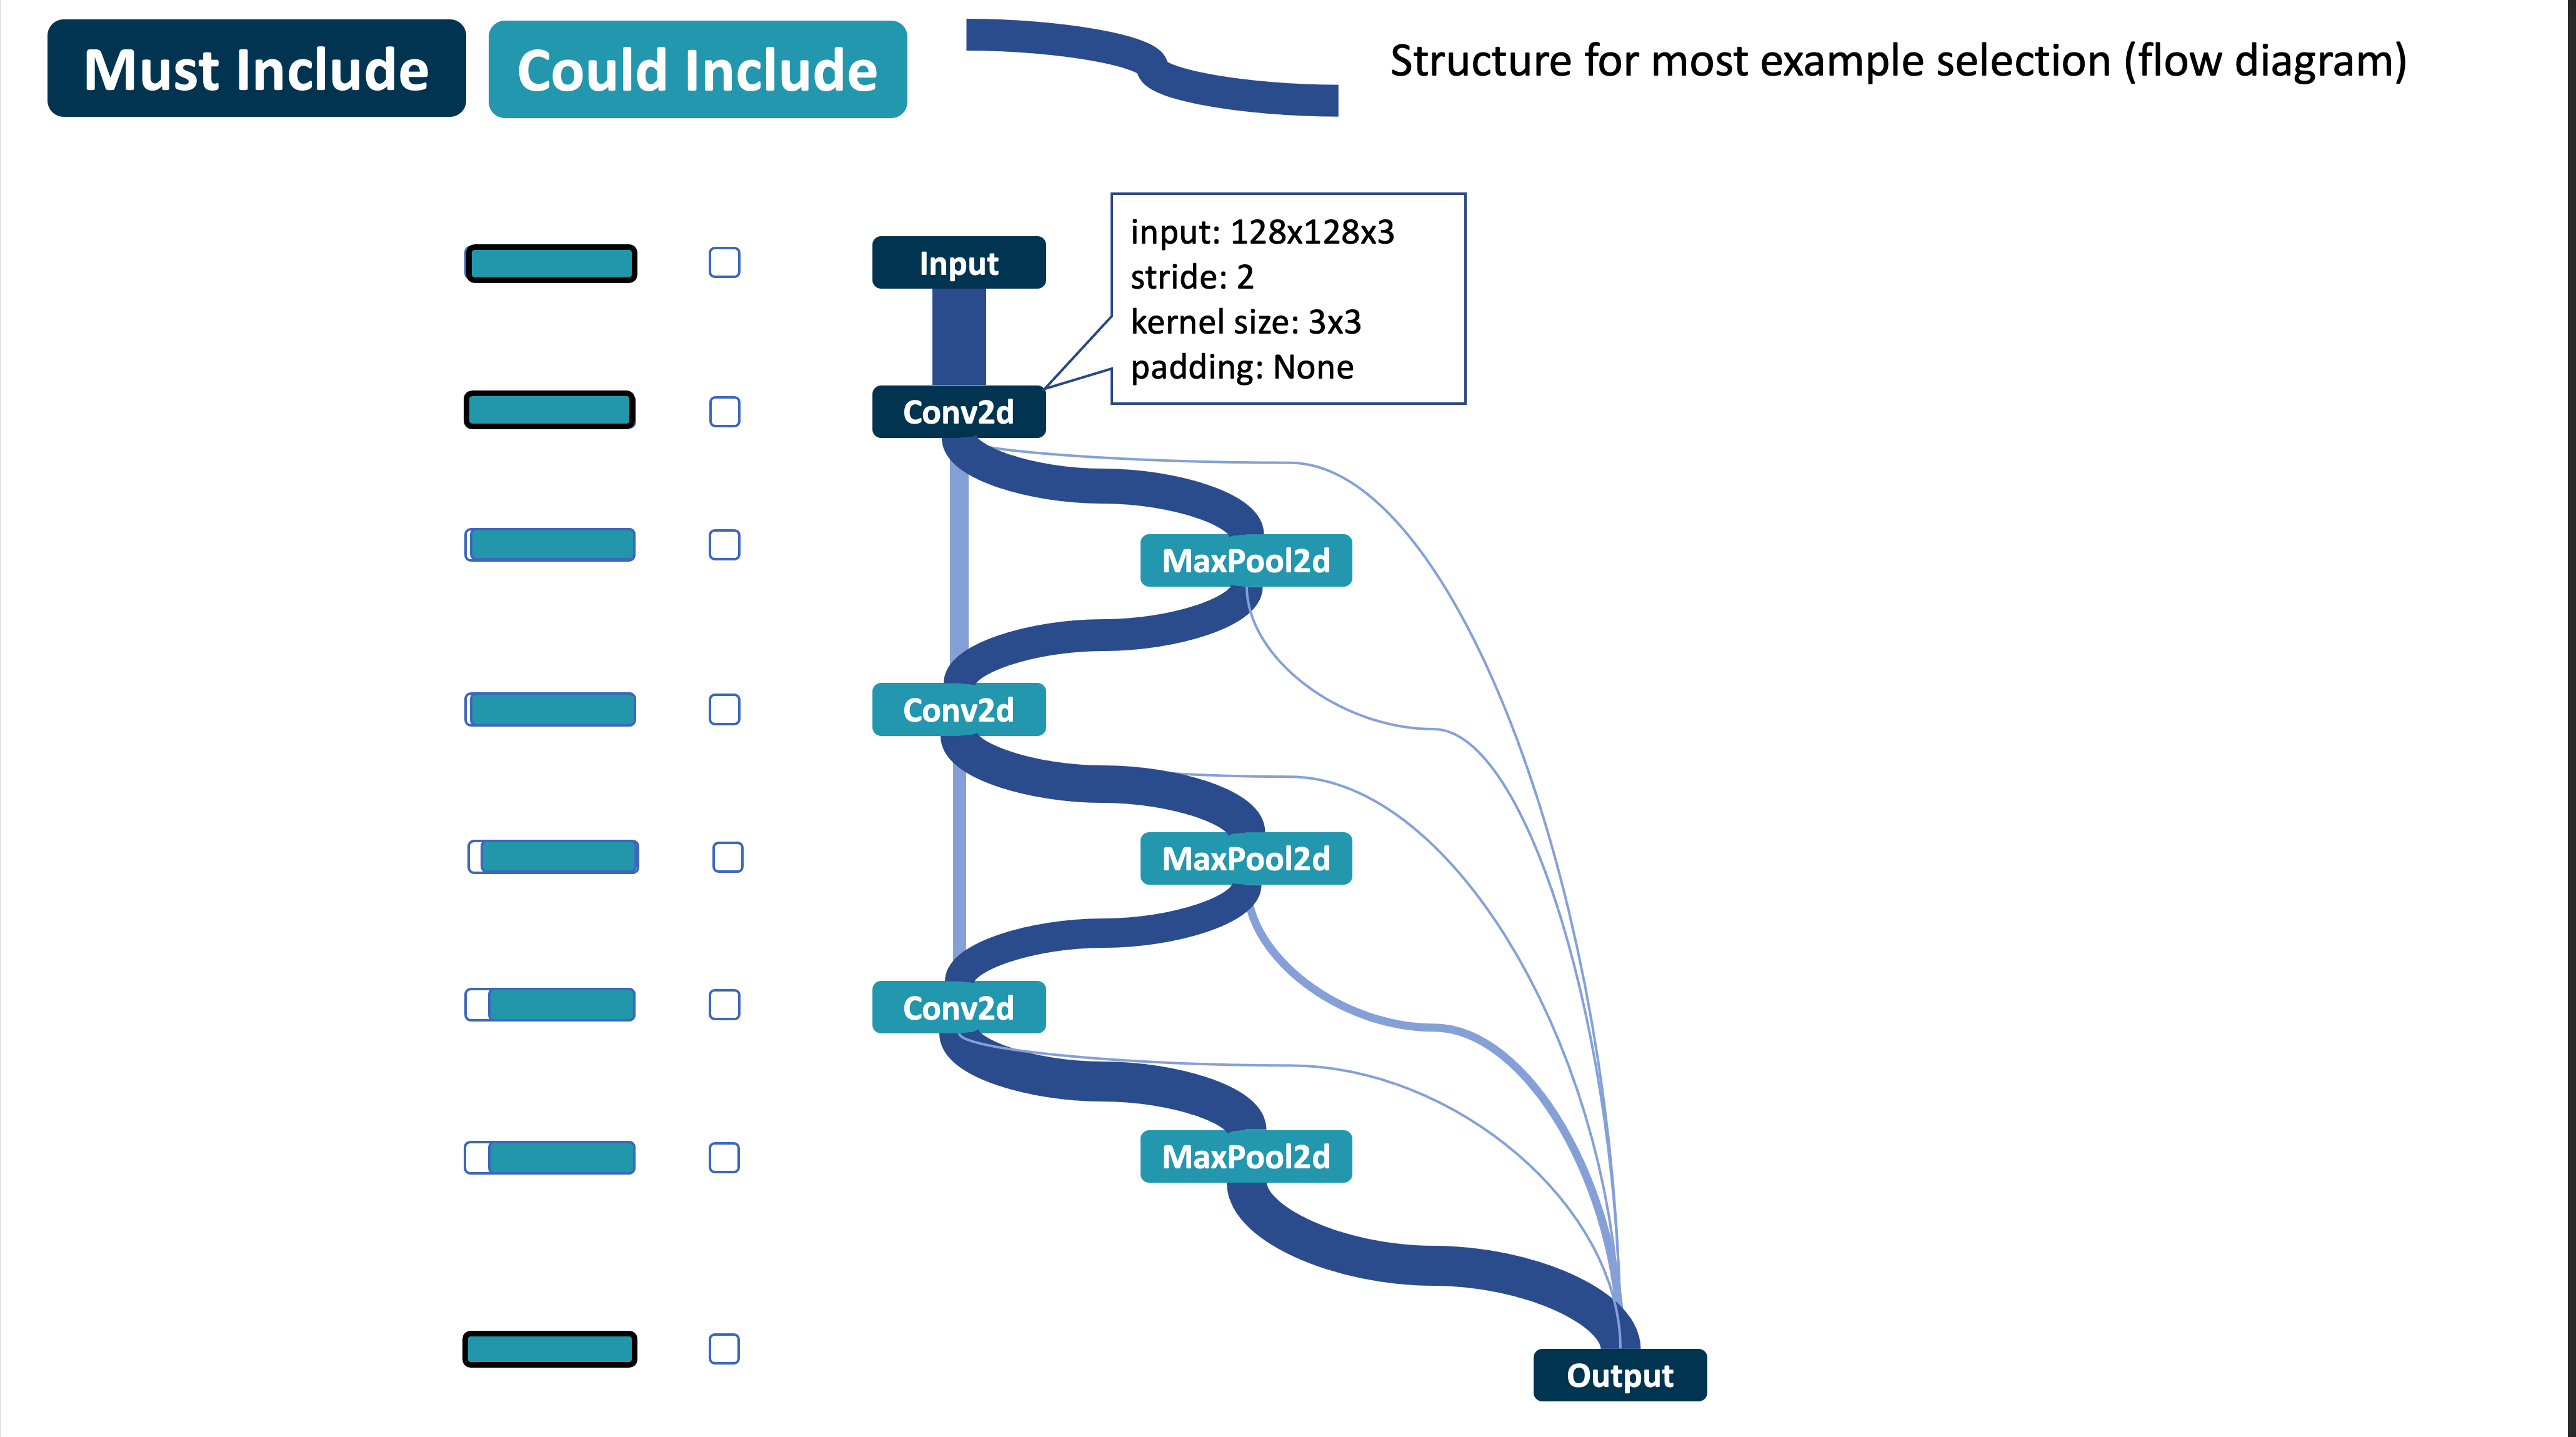 Must Include
Could Include
Structure for most example selection (flow diagram)
input: 128x128x3
stride: 2
kernel size: 3x3
padding: None
Input
Conv2d
MaxPool2d
Conv2d
MaxPool2d
Conv2d
MaxPool2d
Output